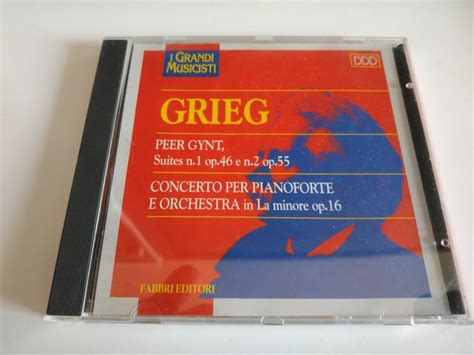 I GRANDI
MUSICISTI
DDD
GRIEG
PEER GYNT,
Suites n.1 op.46 e n.2 op.55
CONCERTO PER PIANOFORTE
E ORCHESTRA in La minore op.16
FABBRI EDITORI